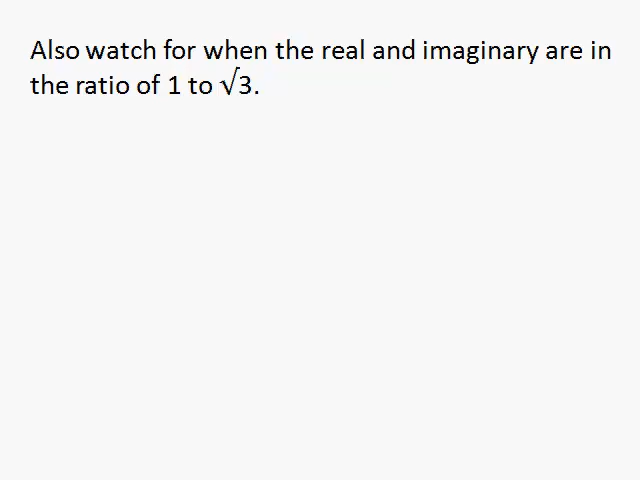 Also watch for when the real and imaginary are in
the ratio of 1 to √3.